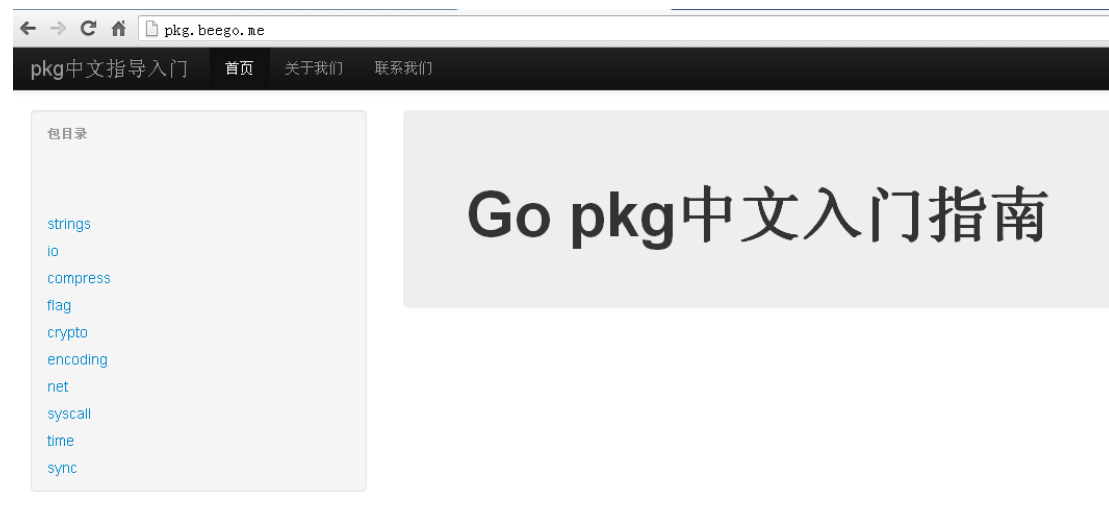 pkg.beego.me
pkg中文指导入门 首页 关于我们 联系我们
包目录
strings
io
compress
flag
crypto
encoding
net
syscall
time
sync
Go pkg中文入门指南